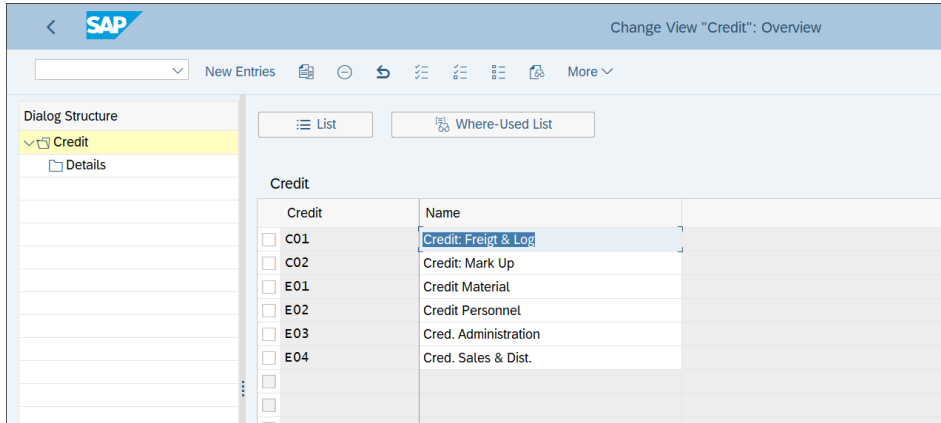 SAP
Change View "Credit": Overview
New Entries
More
Dialog Structure
Credit
Details
List
Where-Used List
Credit
Credit Name
C01 Credit: Freigt & Log
C02 Credit: Mark Up
E01 Credit Material
E02 Credit Personnel
E03 Cred. Administration
E04 Cred. Sales & Dist.